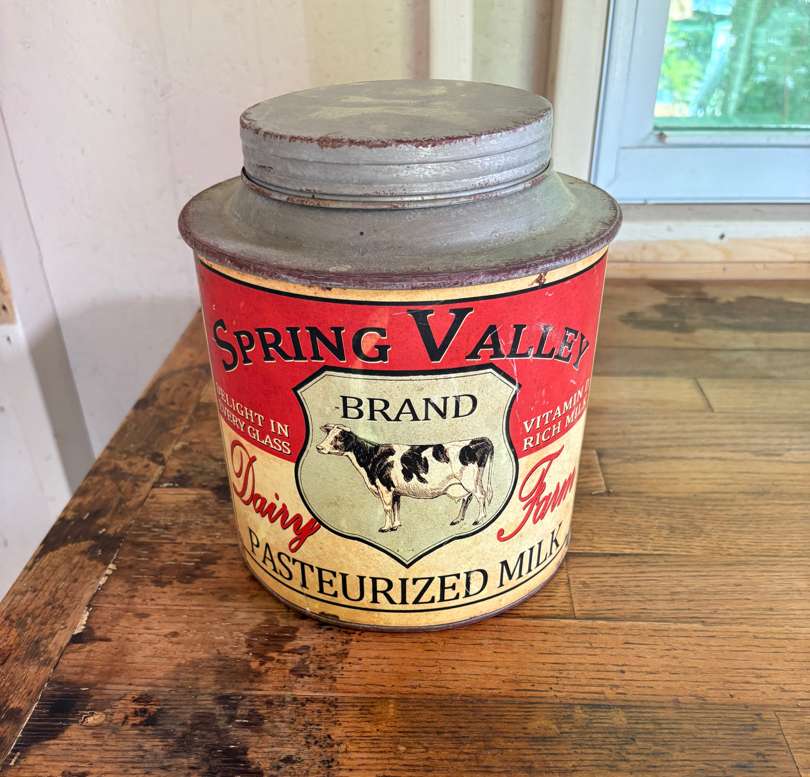 SPRING VALLEY
BRAND
DELIGHT IN
EVERY GLASS
VITAMIN D
RICH MILK
Dairy Farm
PASTEURIZED MILK